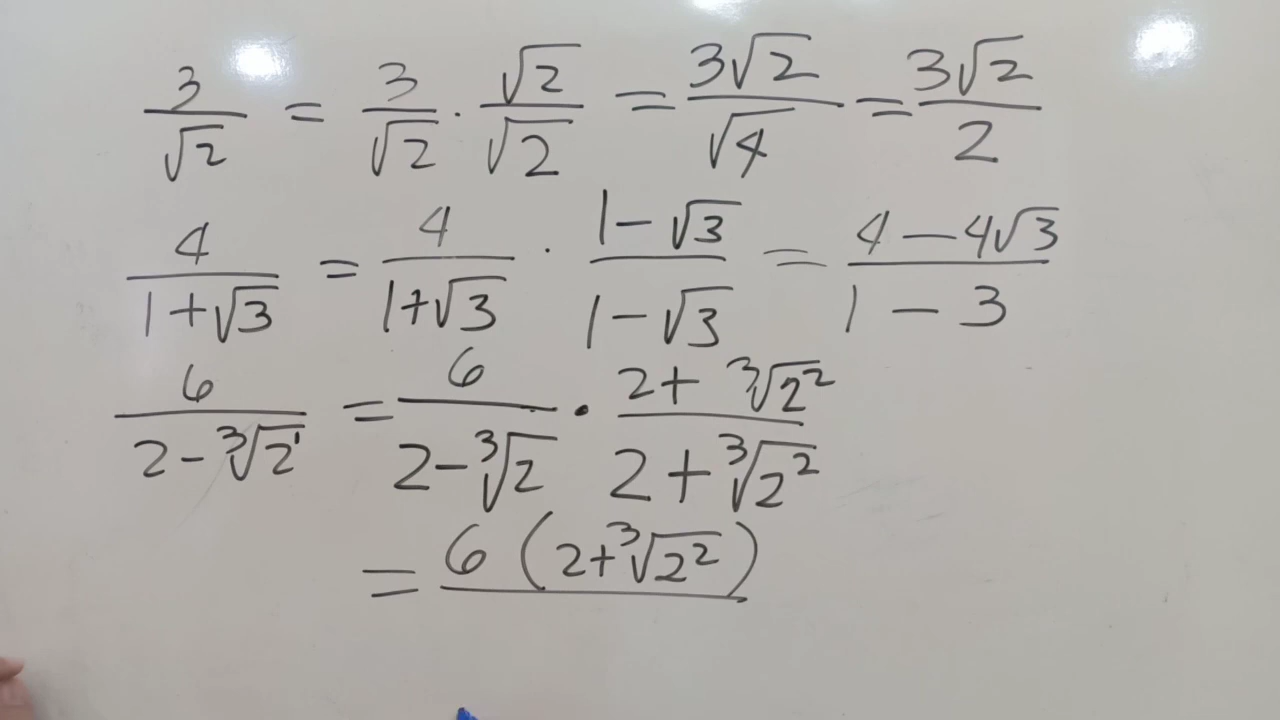 3/√2 = 3/√2 · √2/√2 = 3√2/√4 = 3√2/2
4/(1+√3) = 4/(1+√3) · (1-√3)/(1-√3) = (4-4√3)/(1-3)
6/(2-∛2¹) = 6/(2-∛2) · (2+∛2²)/(2+∛2²)
= 6(2+∛2²)/